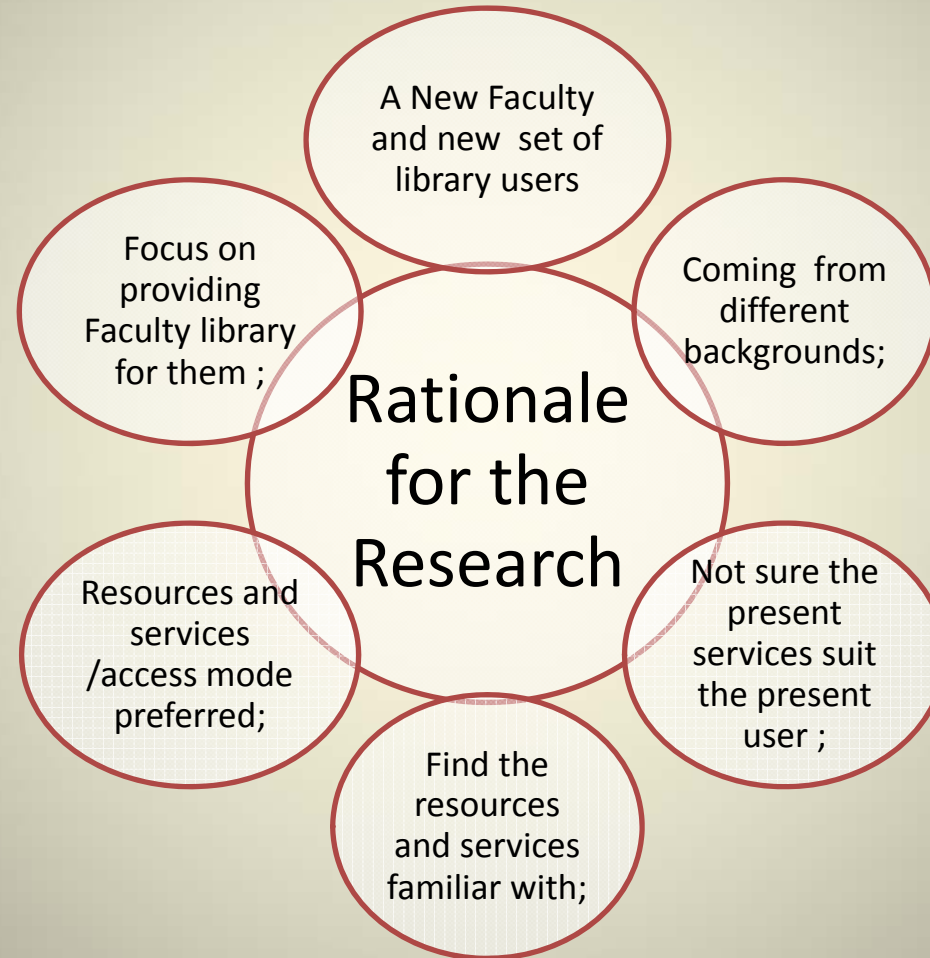 A New Faculty
and new  set of
library users
Coming  from
different
backgrounds;
Not sure the
present
services suit
the present
user ;
Find the
resources
and services
familiar with;
Resources and
services
/access mode
preferred;
Focus on
providing
Faculty library
for them ;
Rationale
for the
Research